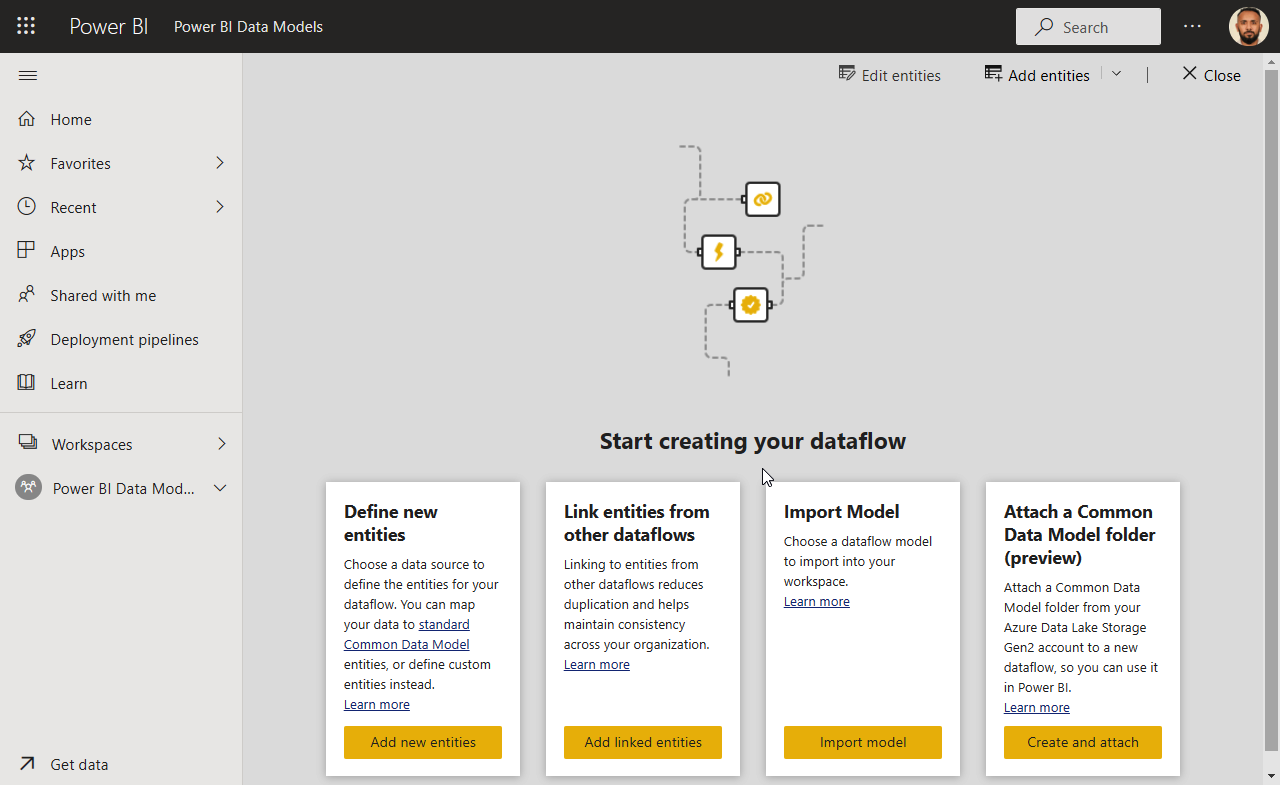 Power BI Power BI Data Models Search
Edit entities Add entities Close
Home
Favorites
Recent
Apps
Shared with me
Deployment pipelines
Learn
Workspaces
Power BI Data Mod...
Get data
Start creating your dataflow
Define new
entities
Choose a data source to
define the entities for your
dataflow. You can map
your data to standard
Common Data Model
entities, or define custom
entities instead.
Learn more
Add new entities
Link entities from
other dataflows
Linking to entities from
other dataflows reduces
duplication and helps
maintain consistency
across your organization.
Learn more
Add linked entities
Import Model
Choose a dataflow model
to import into your
workspace.
Learn more
Import model
Attach a Common
Data Model folder
(preview)
Attach a Common Data
Model folder from your
Azure Data Lake Storage
Gen2 account to a new
dataflow, so you can use it
in Power BI.
Learn more
Create and attach